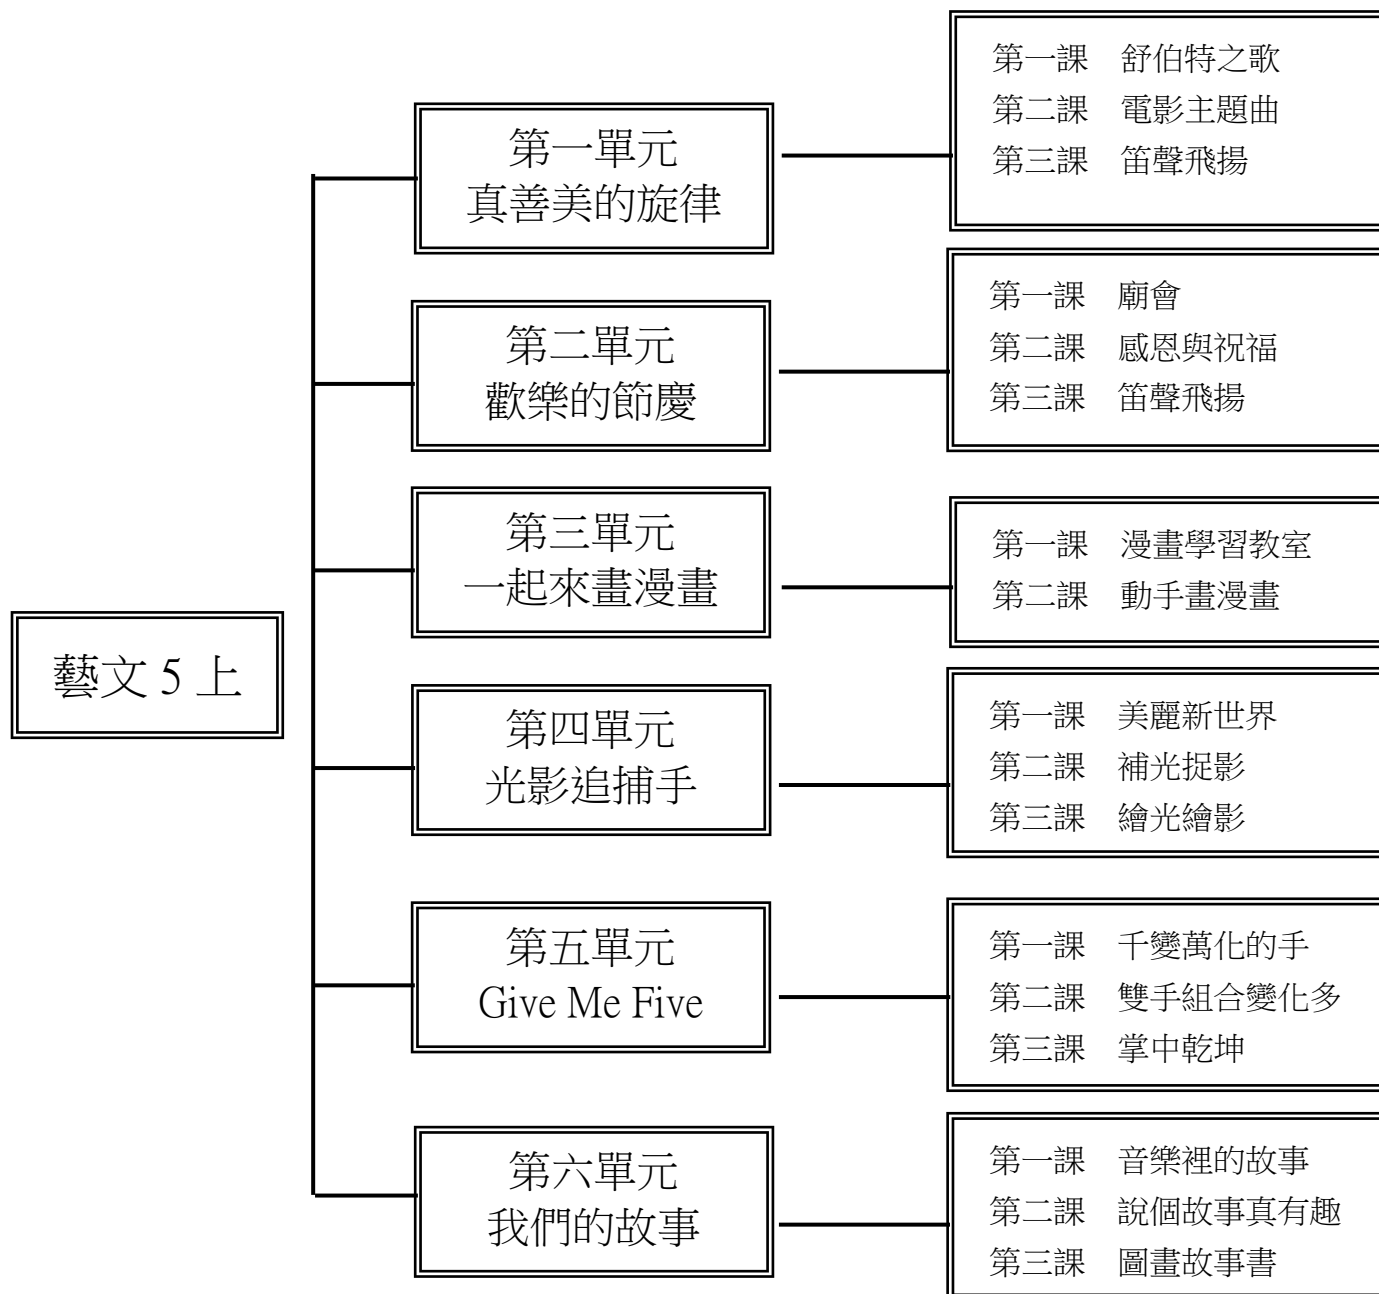 藝文 5 上
第一單元
真善美的旋律
第一課 舒伯特之歌
第二課 電影主題曲
第三課 笛聲飛揚
第二單元
歡樂的節慶
第一課 廟會
第二課 感恩與祝福
第三課 笛聲飛揚
第三單元
一起來畫漫畫
第一課 漫畫學習教室
第二課 動手畫漫畫
第四單元
光影追捕手
第一課 美麗新世界
第二課 補光捉影
第三課 繪光繪影
第五單元
Give Me Five
第一課 千變萬化的手
第二課 雙手組合變化多
第三課 掌中乾坤
第六單元
我們的故事
第一課 音樂裡的故事
第二課 說個故事真有趣
第三課 圖畫故事書